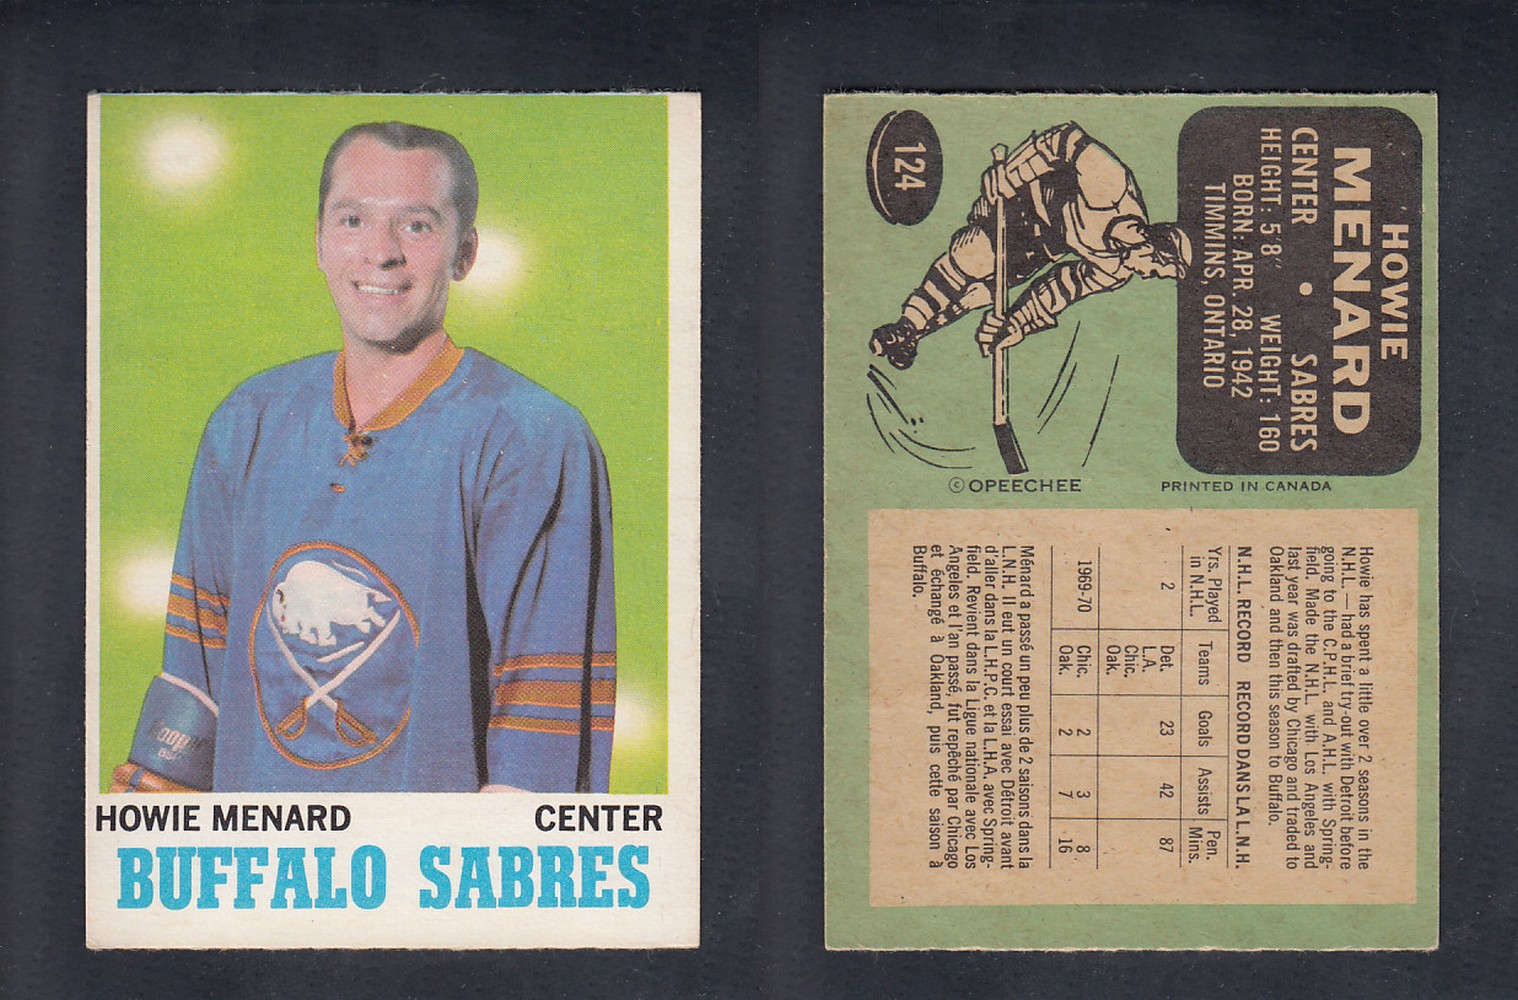 HOWIE MENARD
CENTER
BUFFALO SABRES
124
HOWIE
MENARD
CENTER • SABRES
HEIGHT: 5'8" WEIGHT: 160
BORN: APR. 28, 1942
TIMMINS, ONTARIO
© OPEECHEE
PRINTED IN CANADA
Howie has spent a little over 2 seasons in the
N.H.L. — had a brief try-out with Detroit before
going to the C.P.H.L. and A.H.L. with Spring-
field. Made the N.H.L. with Los Angeles and
last year was drafted by Chicago and traded to
Oakland and then this season to Buffalo.
N.H.L. RECORD RECORD DANS LA L.N.H.
Yrs. Played in N.H.L. Teams Goals Assists Pen. Mins.
2 Det. 23 42 87
L.A.
Chic.
Oak.
1969-70 Chic. 2 3 8
Oak. 2 7 16
Ménard a passé un peu plus de 2 saisons dans la
L.N.H. Il eut un court essai avec Détroit avant
d'aller dans la L.H.P.C. et la L.H.A. avec Spring-
field. Revient dans la Ligue nationale avec Los
Angeles et l'an passé, fut repêché par Chicago
et échangé à Oakland, puis cette saison à
Buffalo.